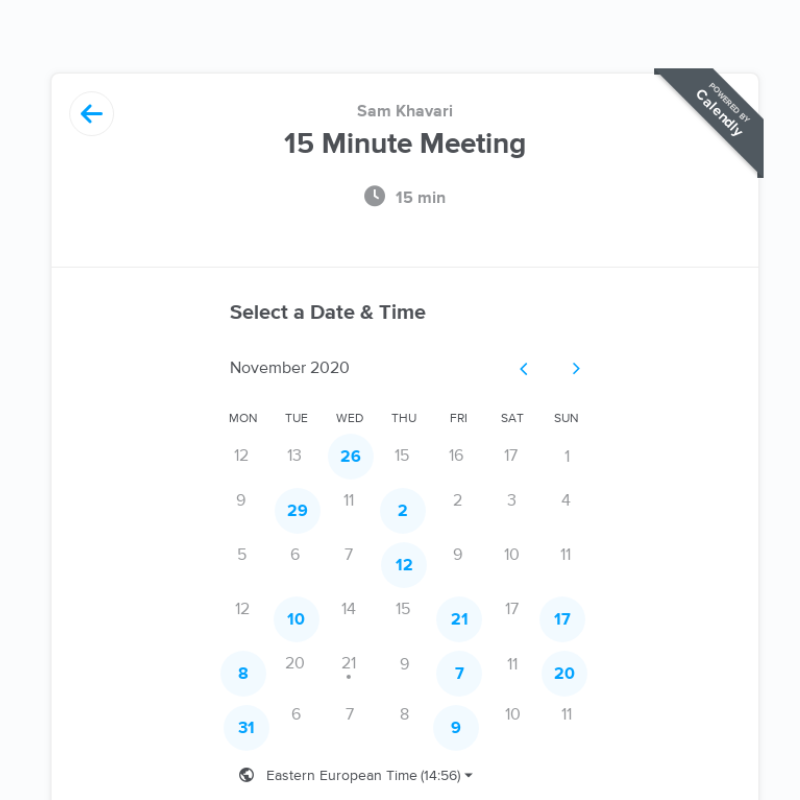 POWERED BY
Calendly
Sam Khavari
15 Minute Meeting
15 min
Select a Date & Time
November 2020
MON TUE WED THU FRI SAT SUN
12 13 26 15 16 17 1
9 29 11 2 2 3 4
5 6 7 12 9 10 11
12 10 14 15 21 17 17
8 20 21 9 7 11 20
31 6 7 8 9 10 11
Eastern European Time (14:56)